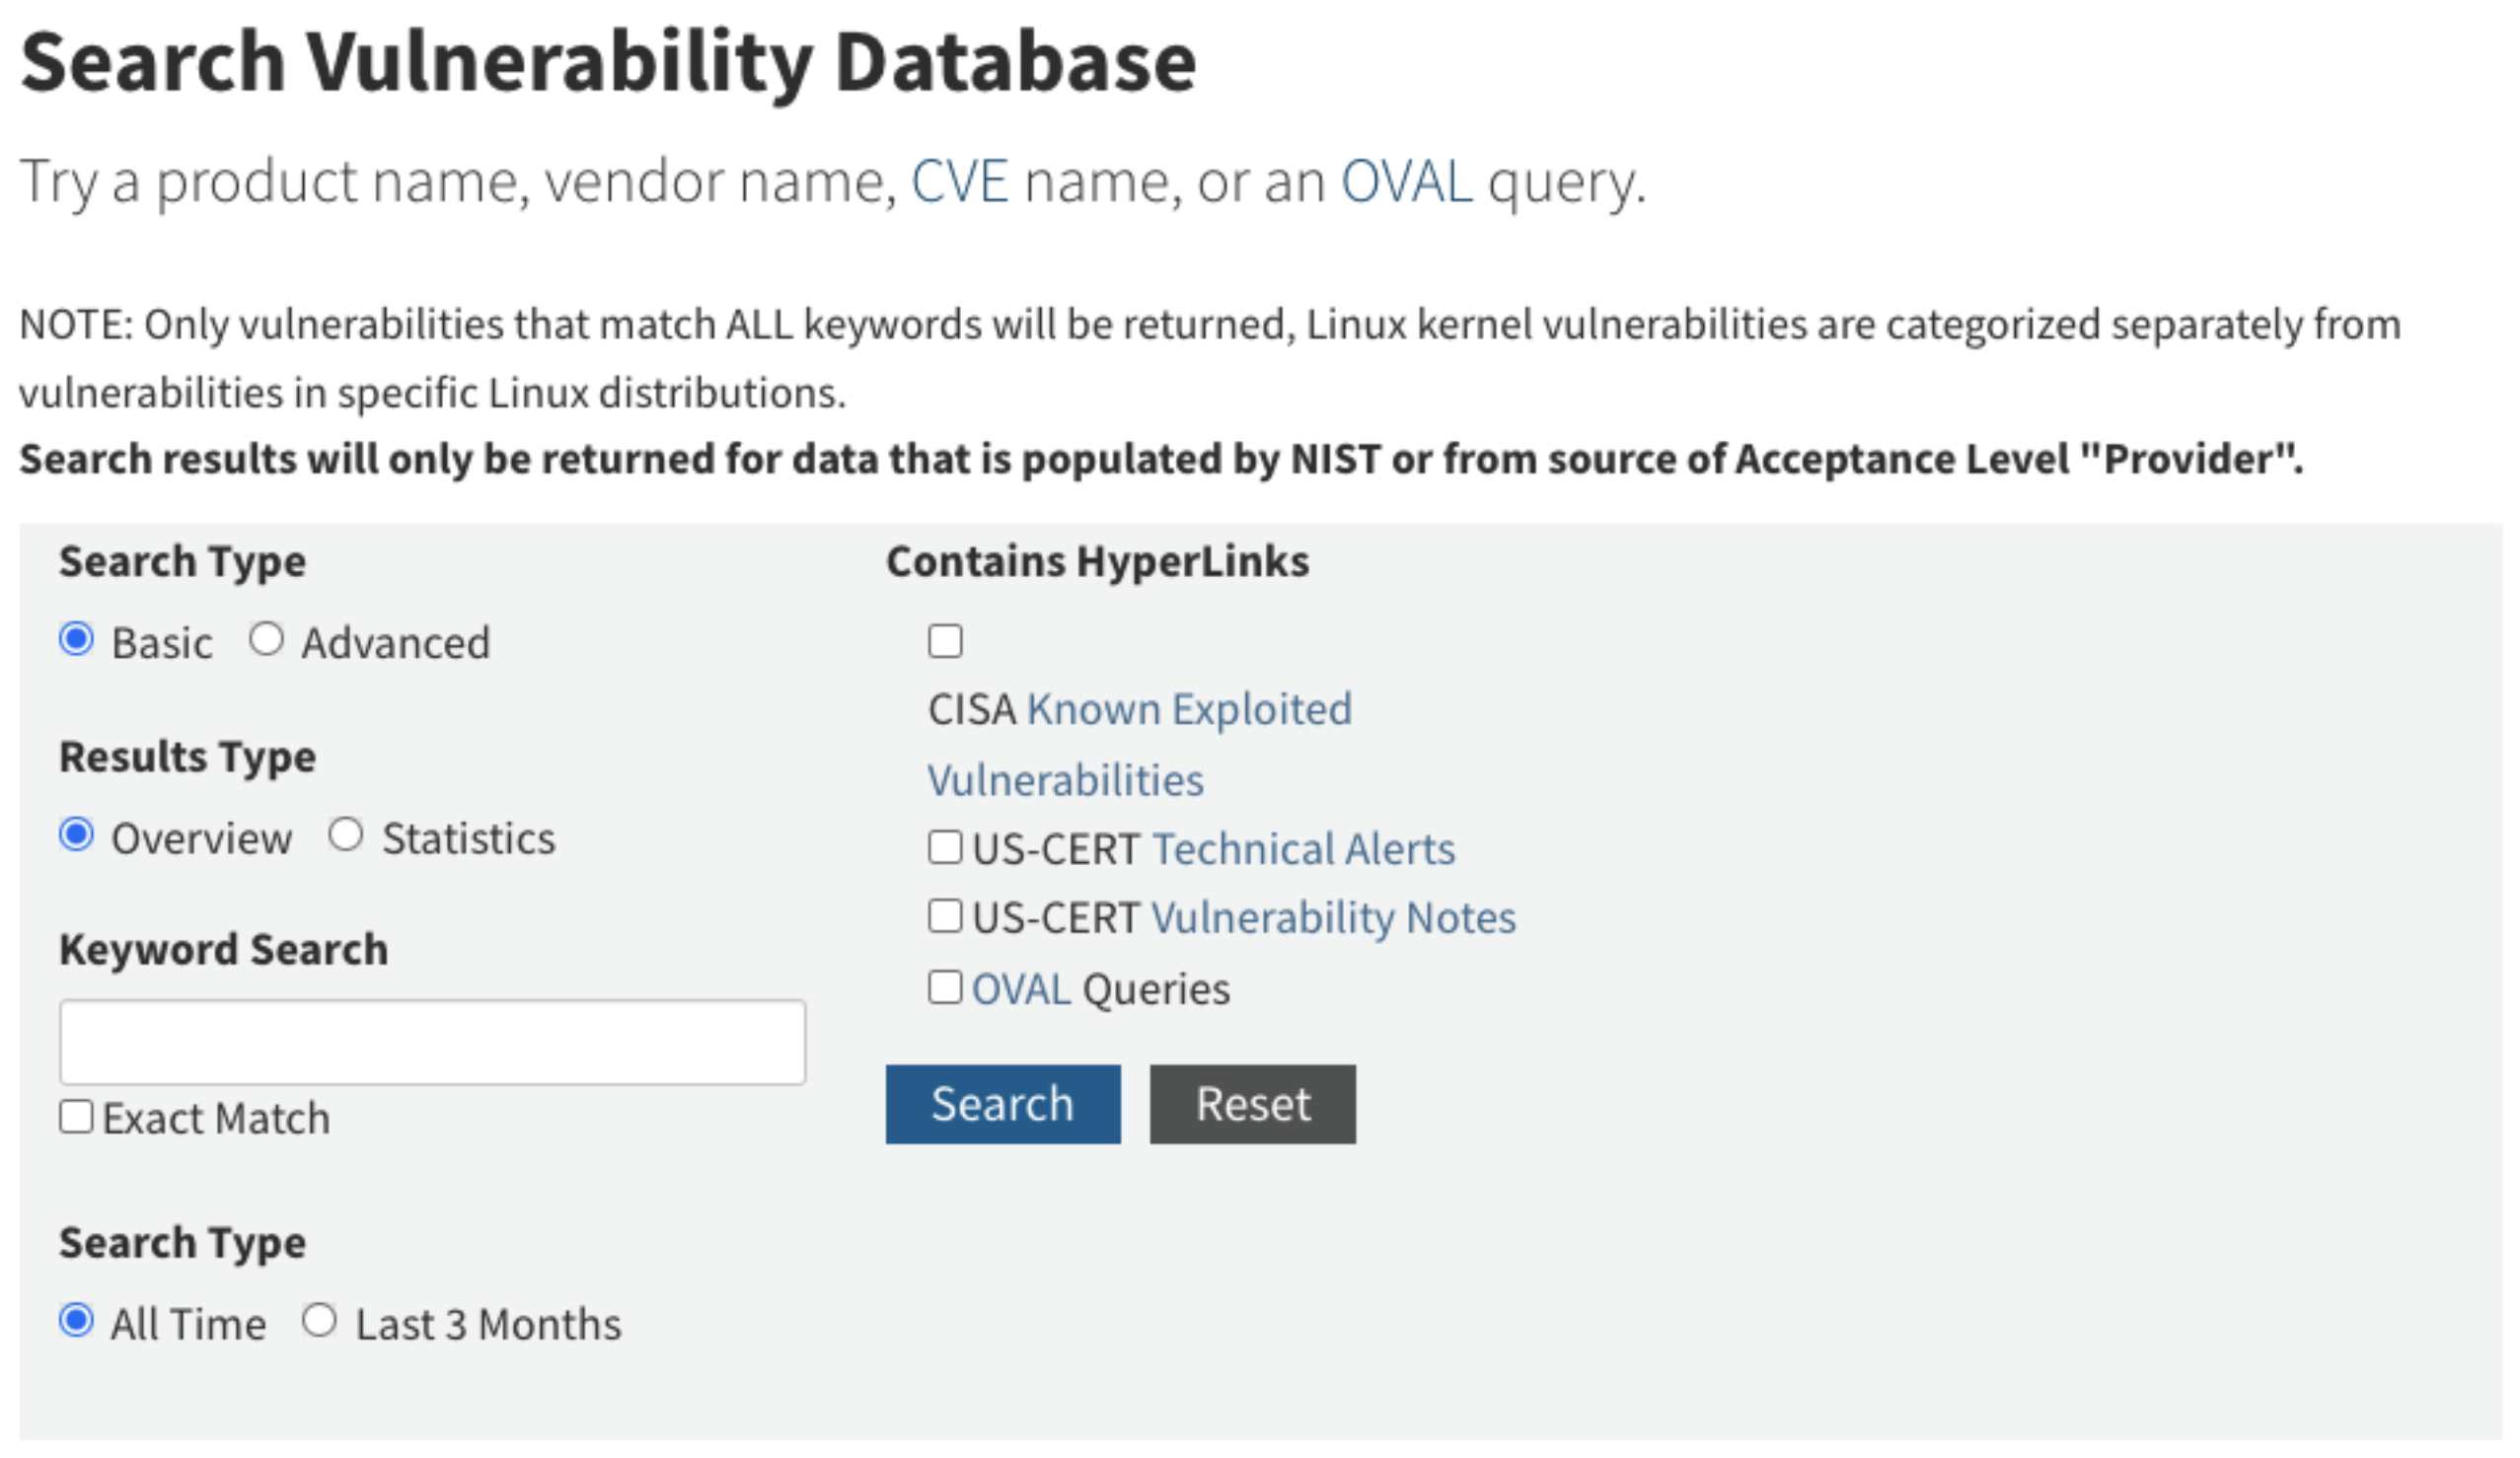 Search Vulnerability Database
Try a product name, vendor name, CVE name, or an OVAL query.
NOTE: Only vulnerabilities that match ALL keywords will be returned, Linux kernel vulnerabilities are categorized separately from
vulnerabilities in specific Linux distributions.
Search results will only be returned for data that is populated by NIST or from source of Acceptance Level "Provider".
Search Type
Basic Advanced
Results Type
Overview Statistics
Keyword Search
Exact Match
Search Type
All Time Last 3 Months
Contains HyperLinks
CISA Known Exploited
Vulnerabilities
US-CERT Technical Alerts
US-CERT Vulnerability Notes
OVAL Queries
Search Reset